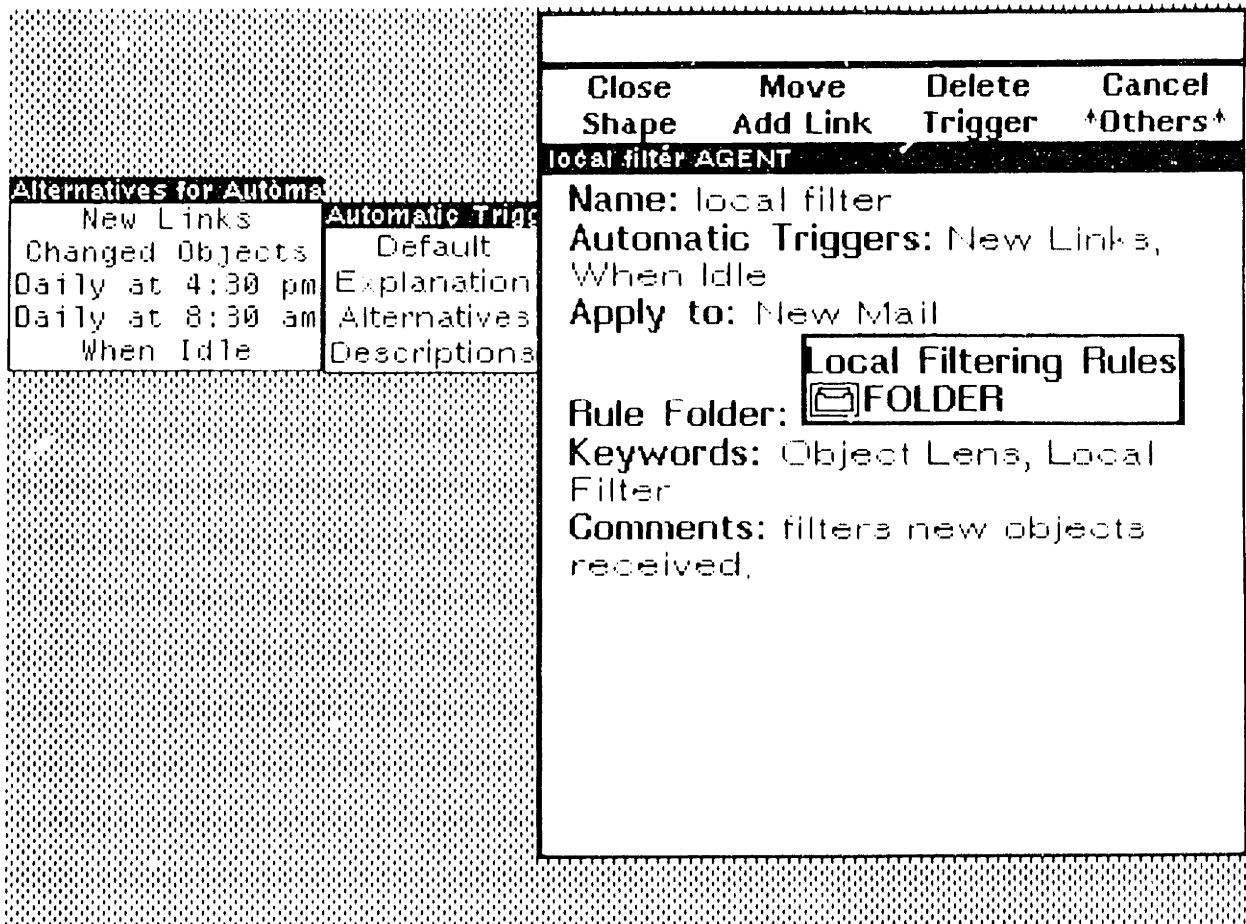 Close Move Delete Cancel
Shape Add Link Trigger *Others*
local filter AGENT
Name: local filter
Automatic Triggers: New Links,
When Idle
Apply to: New Mail
Local Filtering Rules
FOLDER
Rule Folder:
Keywords: Object Lens, Local
Filter
Comments: filters new objects
received.
Alternatives for Automa
New Links
Changed Objects
Daily at 4:30 pm
Daily at 8:30 am
When Idle
Automatic Trigg
Default
Explanation
Alternatives
Descriptions